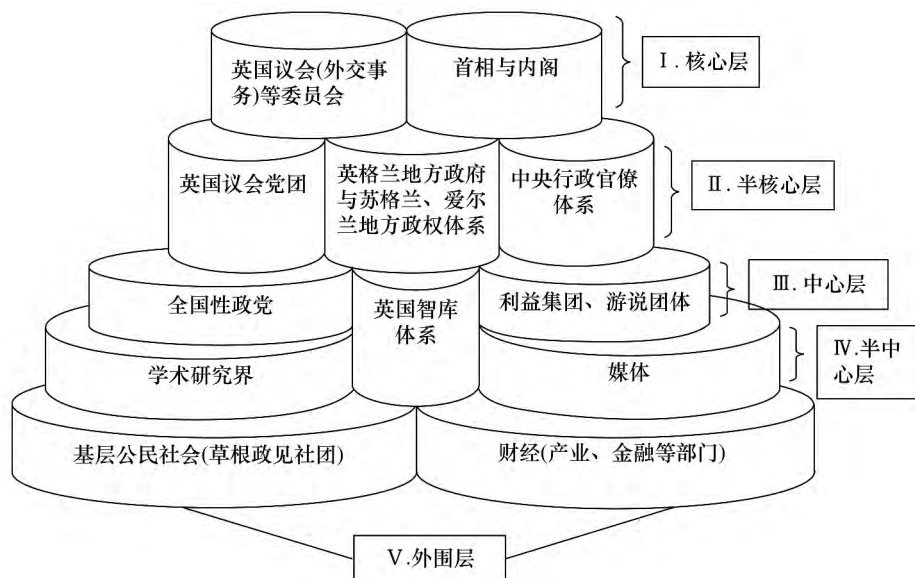 英国议会(外交事
务)等委员会
首相与内阁
Ⅰ.核心层
英国议会党团
英格兰地方政府
与苏格兰、爱尔
兰地方政权体系
中央行政官僚
体系
Ⅱ.半核心层
全国性政党
英国智库
体系
利益集团、游说团体
Ⅲ.中心层
学术研究界
媒体
Ⅳ.半中
心层
基层公民社会(草根政见社团)
财经(产业、金融等部门)
Ⅴ.外围层